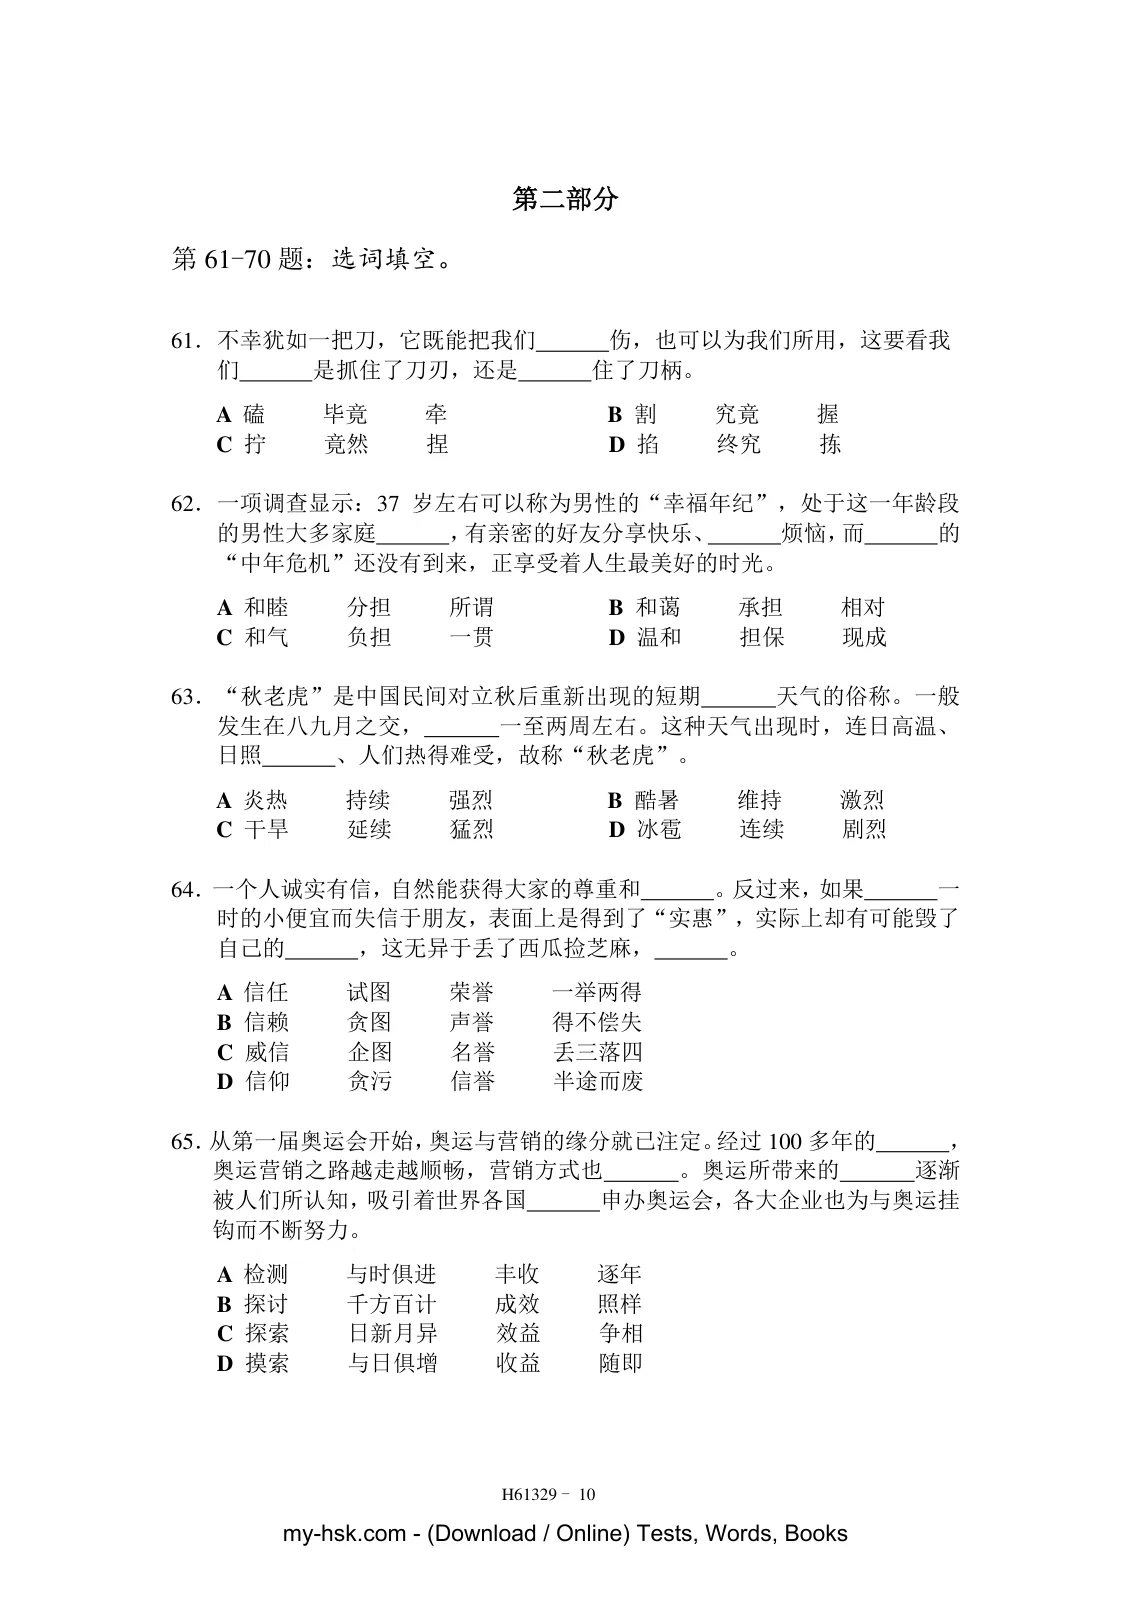 第二部分
第 61-70 题：选词填空。
61．不幸犹如一把刀，它既能把我们______伤，也可以为我们所用，这要看我
们______是抓住了刀刃，还是______住了刀柄。
A 磕 毕竟 牵 B 割 究竟 握
C 拧 竟然 捏 D 掐 终究 拣
62．一项调查显示：37 岁左右可以称为男性的“幸福年纪”，处于这一年龄段
的男性大多家庭______，有亲密的好友分享快乐、______烦恼，而______的
“中年危机”还没有到来，正享受着人生最美好的时光。
A 和睦 分担 所谓 B 和蔼 承担 相对
C 和气 负担 一贯 D 温和 担保 现成
63．“秋老虎”是中国民间对立秋后重新出现的短期______天气的俗称。一般
发生在八九月之交，______一至两周左右。这种天气出现时，连日高温、
日照______、人们热得难受，故称“秋老虎”。
A 炎热 持续 强烈 B 酷暑 维持 激烈
C 干旱 延续 猛烈 D 冰雹 连续 剧烈
64．一个人诚实有信，自然能获得大家的尊重和______。反过来，如果______一
时的小便宜而失信于朋友，表面上是得到了“实惠”，实际上却有可能毁了
自己的______，这无异于丢了西瓜捡芝麻，______。
A 信任 试图 荣誉 一举两得
B 信赖 贪图 声誉 得不偿失
C 威信 企图 名誉 丢三落四
D 信仰 贪污 信誉 半途而废
65．从第一届奥运会开始，奥运与营销的缘分就已注定。经过 100 多年的______，
奥运营销之路越走越顺畅，营销方式也______。奥运所带来的______逐渐
被人们所认知，吸引着世界各国______申办奥运会，各大企业也为与奥运挂
钩而不断努力。
A 检测 与时俱进 丰收 逐年
B 探讨 千方百计 成效 照样
C 探索 日新月异 效益 争相
D 摸索 与日俱增 收益 随即
H61329 - 10
my-hsk.com - (Download / Online) Tests, Words, Books